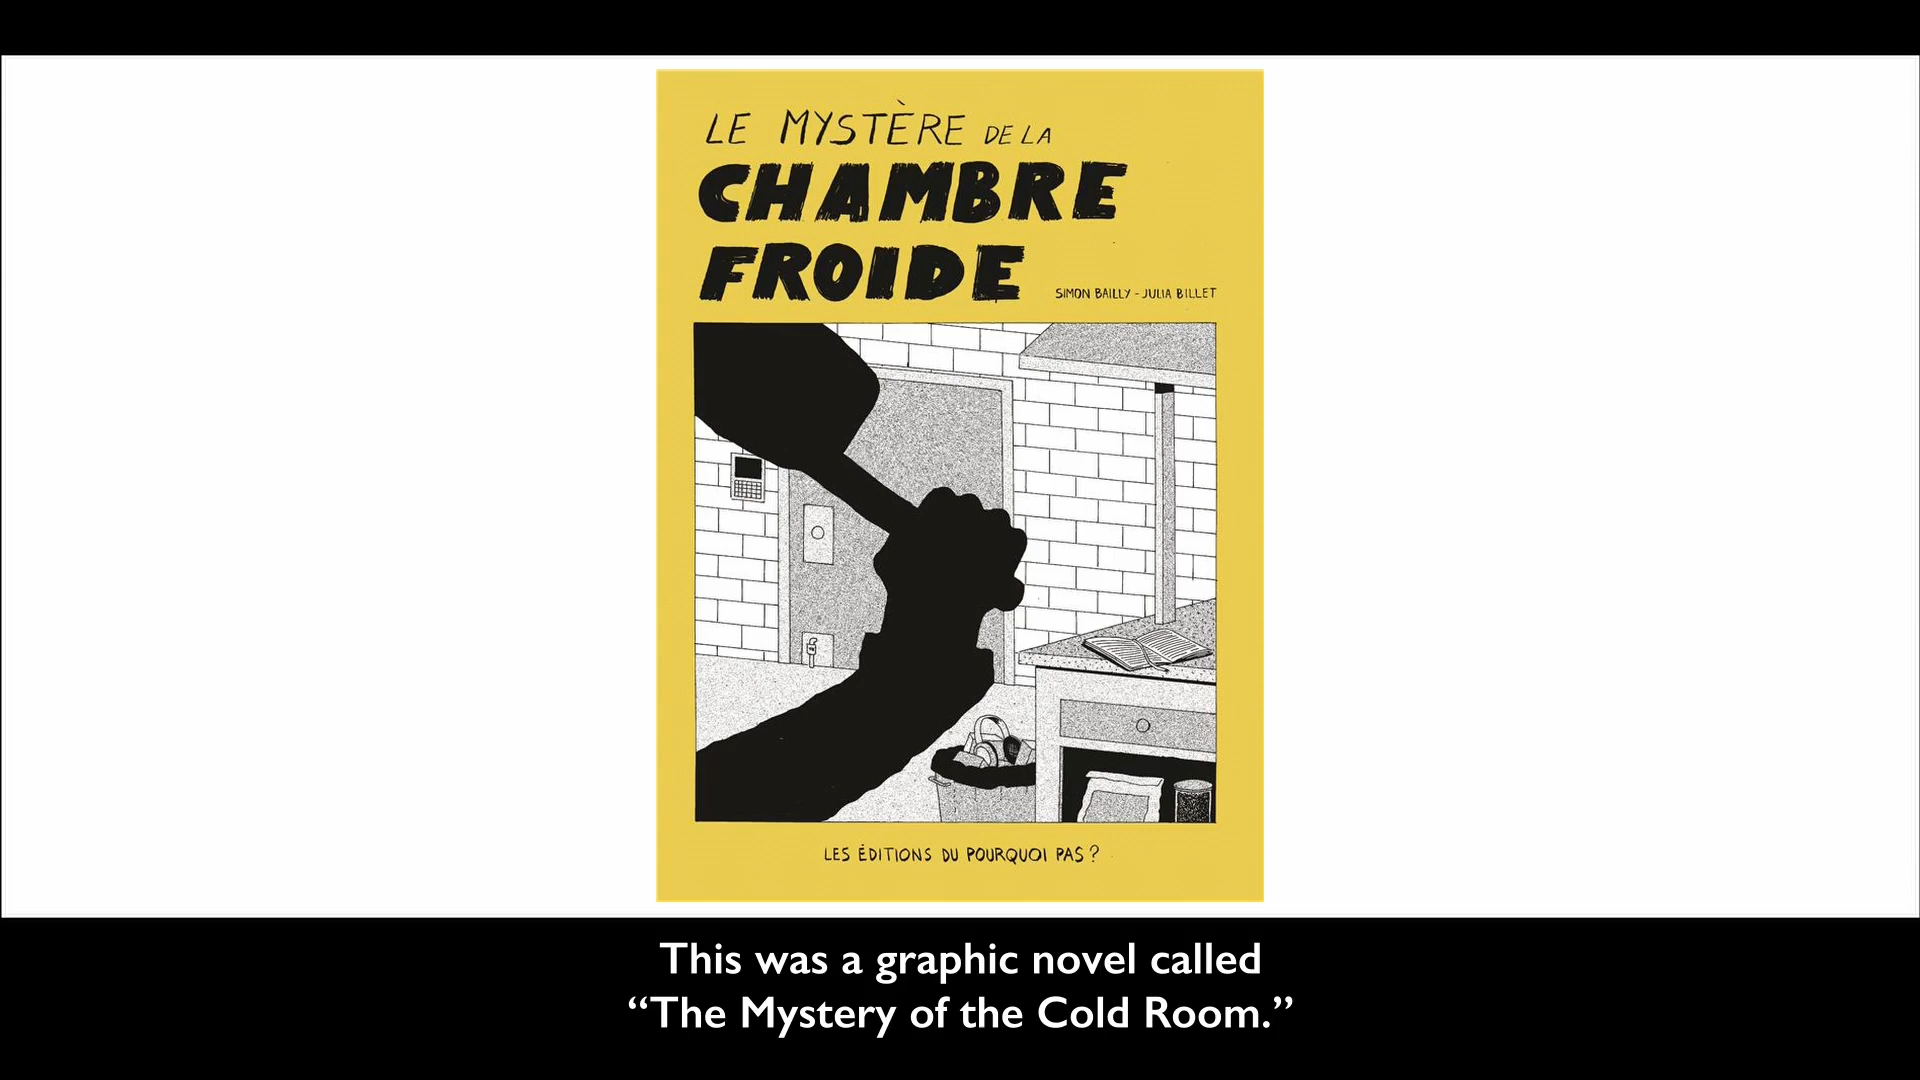 LE MYSTÈRE DE LA
CHAMBRE
FROIDE
SIMON BAILLY - JULIA BILLET
LES ÉDITIONS DU POURQUOI PAS ?
This was a graphic novel called
“The Mystery of the Cold Room.”